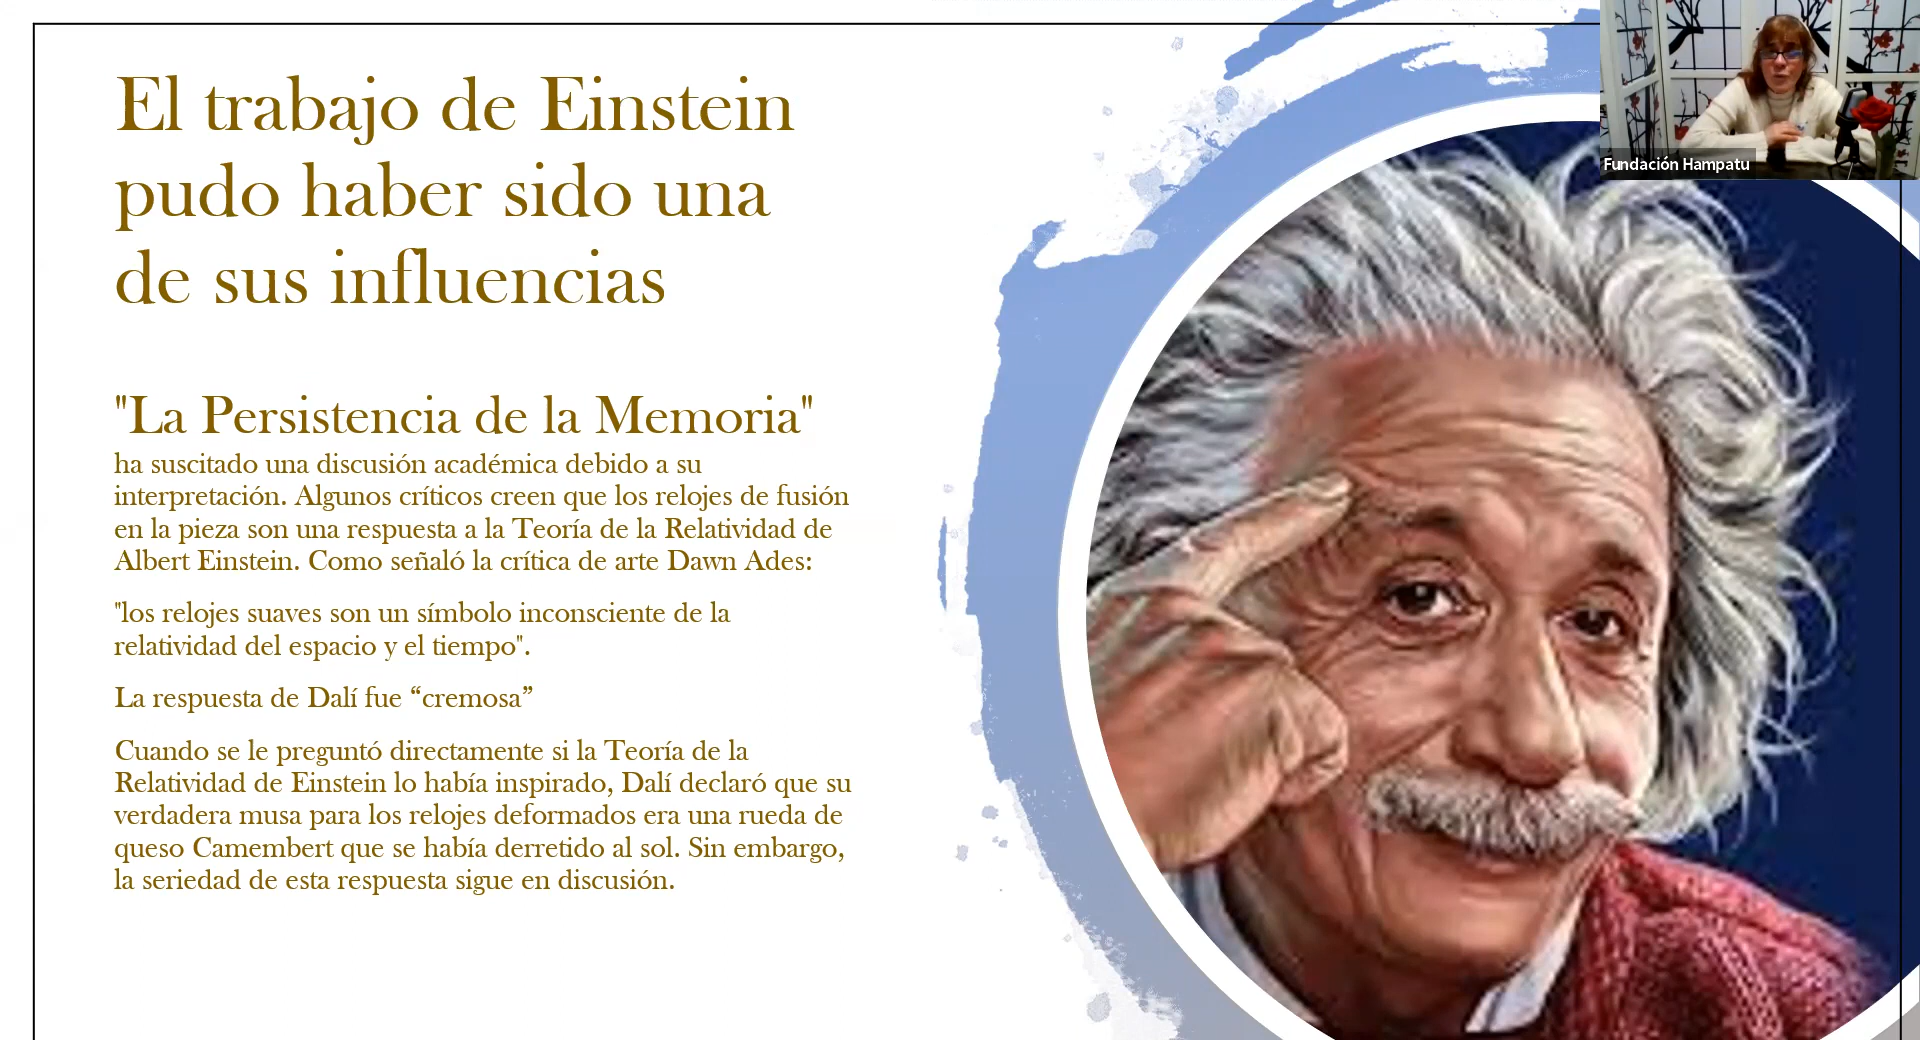 El trabajo de Einstein
pudo haber sido una
de sus influencias
"La Persistencia de la Memoria"
ha suscitado una discusión académica debido a su
interpretación. Algunos críticos creen que los relojes de fusión
en la pieza son una respuesta a la Teoría de la Relatividad de
Albert Einstein. Como señaló la crítica de arte Dawn Ades:
"los relojes suaves son un símbolo inconsciente de la
relatividad del espacio y el tiempo".
La respuesta de Dalí fue “cremosa”
Cuando se le preguntó directamente si la Teoría de la
Relatividad de Einstein lo había inspirado, Dalí declaró que su
verdadera musa para los relojes deformados era una rueda de
queso Camembert que se había derretido al sol. Sin embargo,
la seriedad de esta respuesta sigue en discusión.
Fundación Hampatu